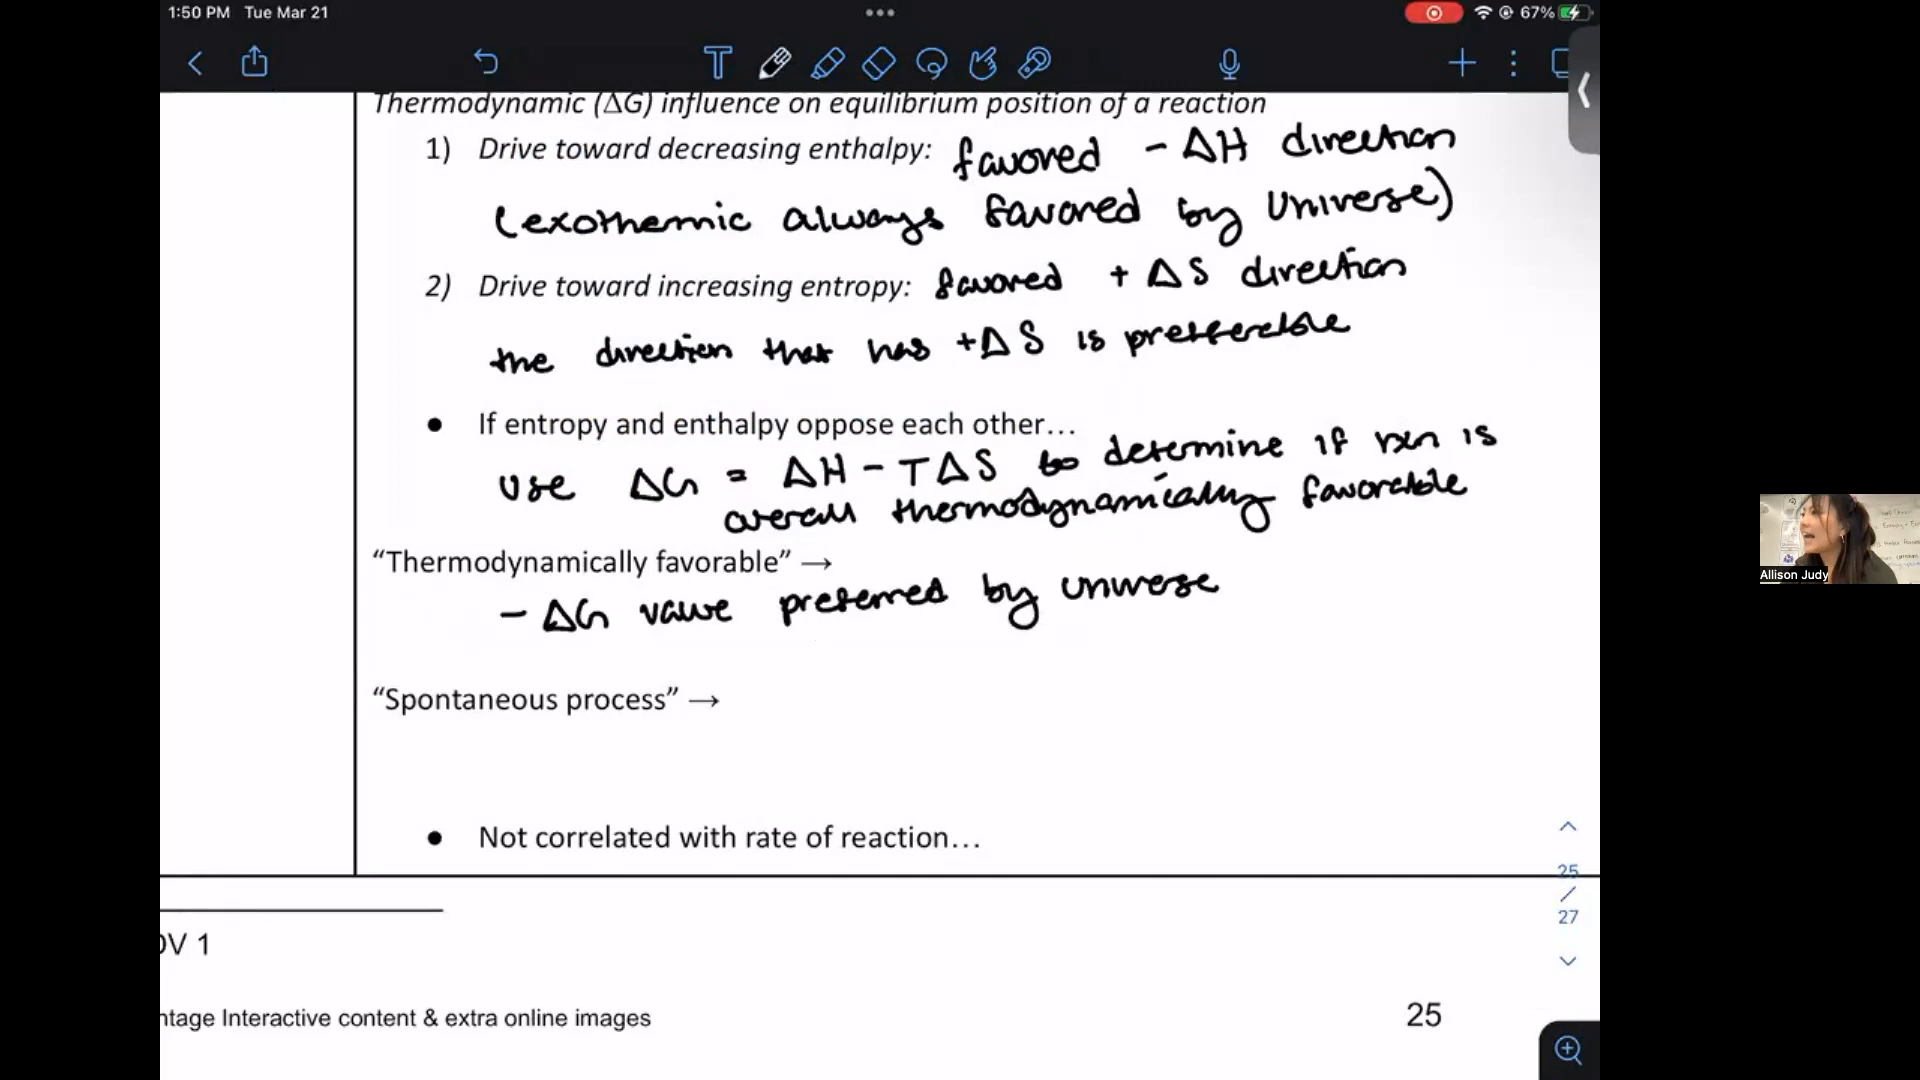 1:50 PM Tue Mar 21
67%
T
Thermodynamic (ΔG) influence on equilibrium position of a reaction
1) Drive toward decreasing enthalpy: favored - ΔH direction
(exothermic always favored by Universe)
2) Drive toward increasing entropy: favored + ΔS direction
the direction that has +ΔS is prefferable
● If entropy and enthalpy oppose each other…
use ΔG = ΔH - TΔS to determine if rxn is
overall thermodynamically favorable
“Thermodynamically favorable” →
- ΔG value preferred by universe
“Spontaneous process” →
● Not correlated with rate of reaction…
25
/
27
OV 1
ntage Interactive content & extra online images
25
Allison Judy